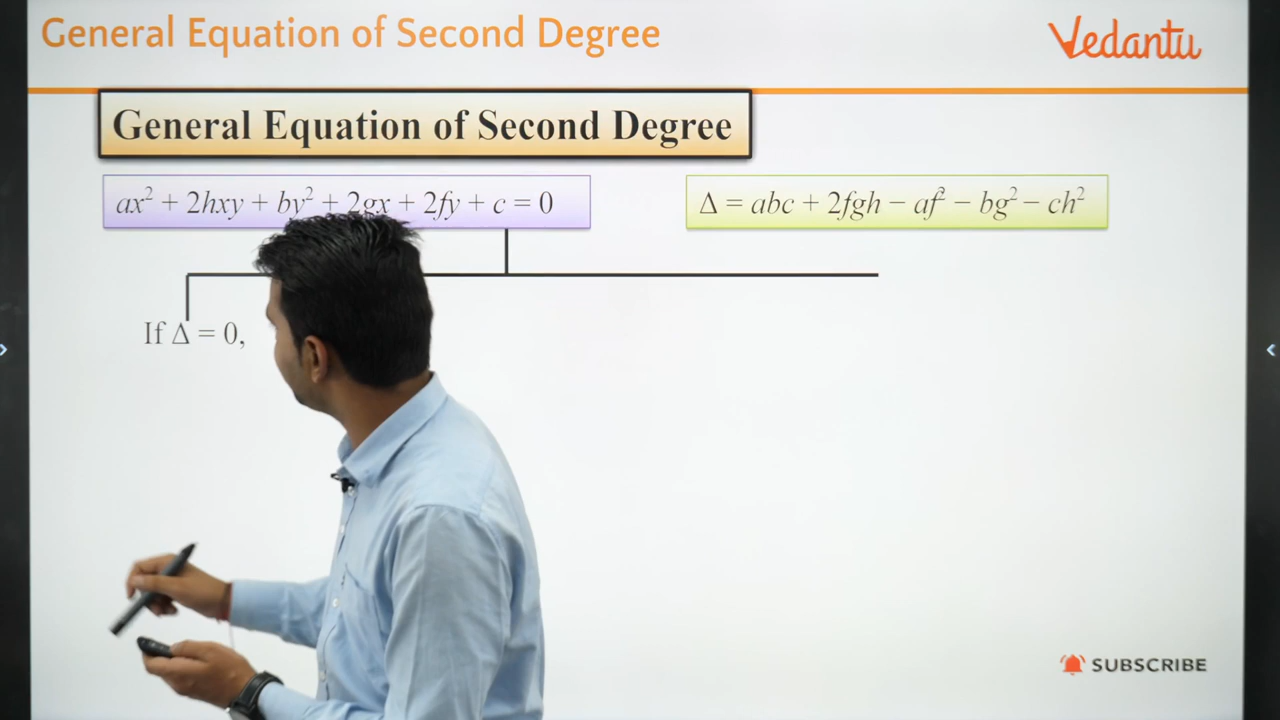 General Equation of Second Degree
Vedantu
General Equation of Second Degree
ax² + 2hxy + by² + 2gx + 2fy + c = 0
Δ = abc + 2fgh − af² − bg² − ch²
If Δ = 0,
SUBSCRIBE